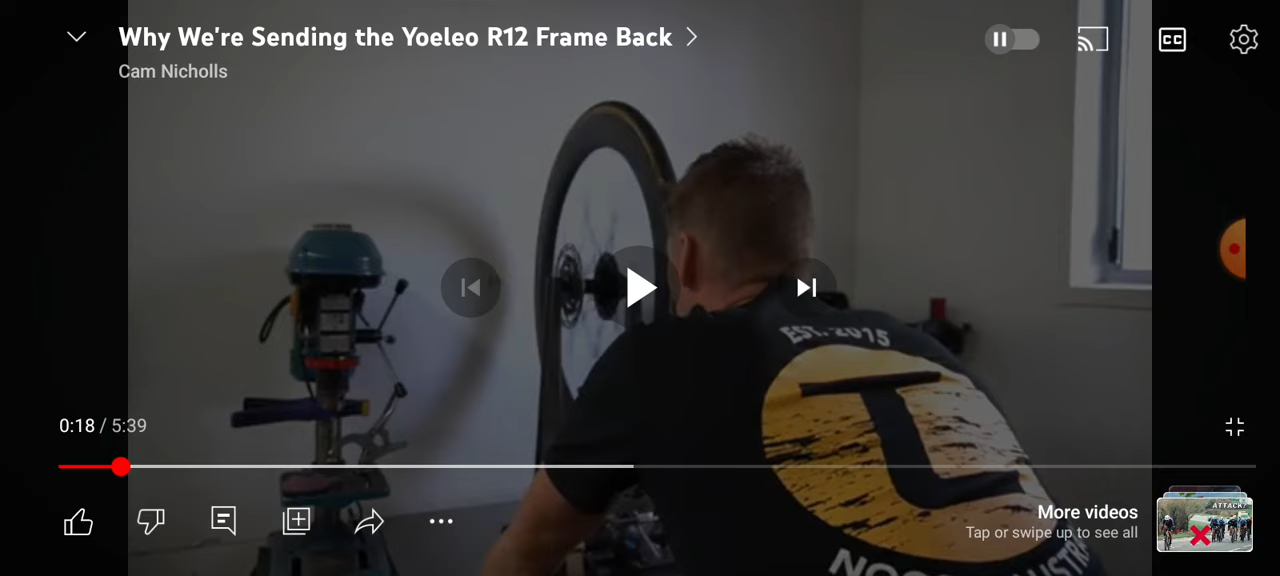 Why We're Sending the Yoeleo R12 Frame Back
Cam Nicholls
CC
EST. 2015
0:18 / 5:39
More videos
Tap or swipe up to see all
ATTACK!